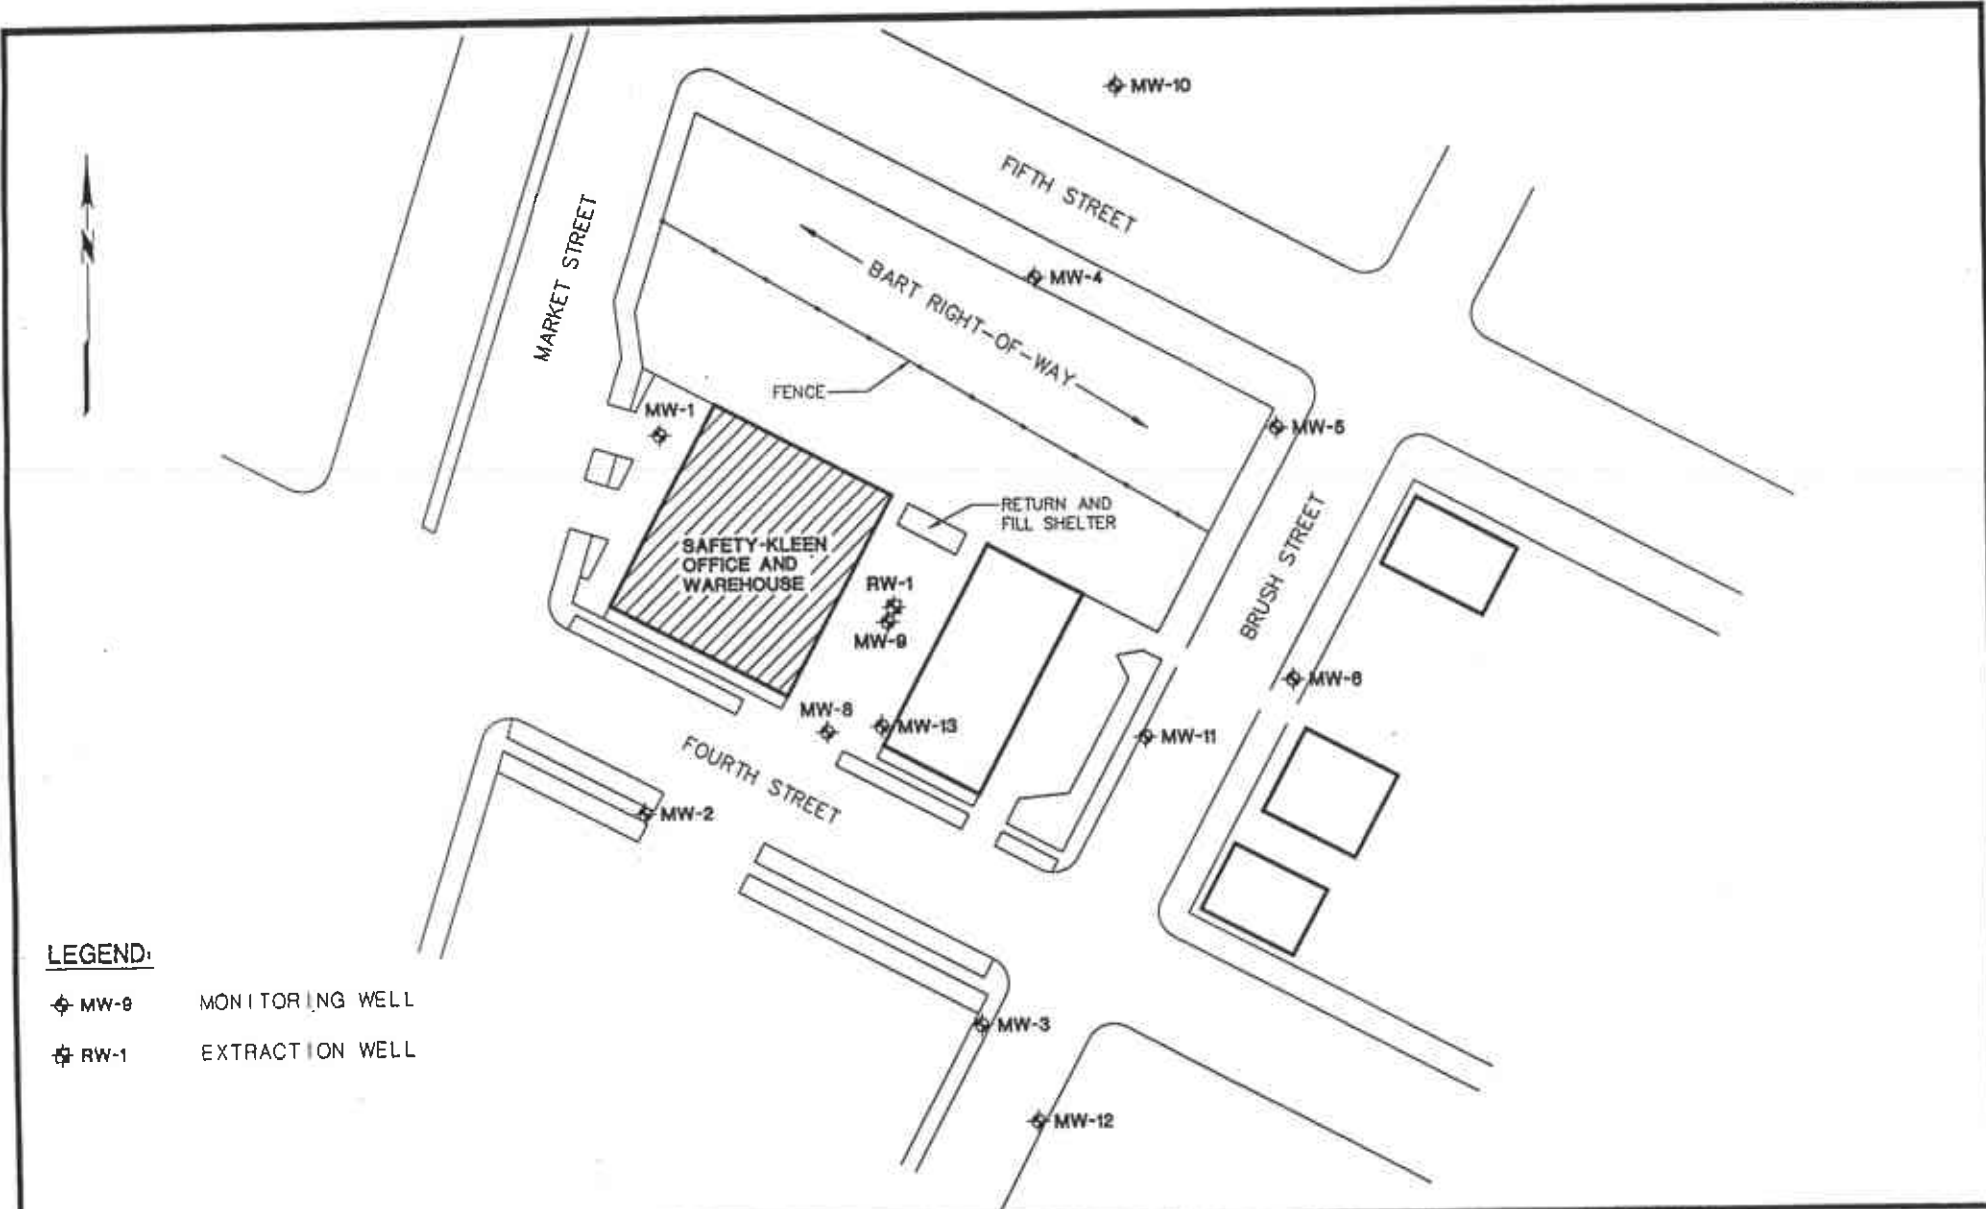 MW-10
FIFTH STREET
N
MARKET STREET
MW-4
BART RIGHT-OF-WAY
FENCE
MW-1
MW-5
RETURN AND
FILL SHELTER
SAFETY-KLEEN
OFFICE AND
WAREHOUSE
BRUSH STREET
RW-1
MW-9
MW-6
MW-8
MW-13
MW-11
FOURTH STREET
MW-2
LEGEND:
MW-9 MONITORING WELL
RW-1 EXTRACTION WELL
MW-3
MW-12